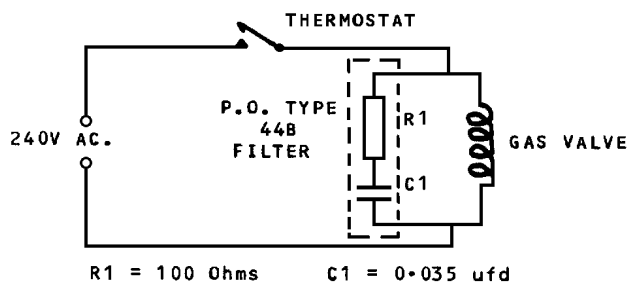 THERMOSTAT
P.O. TYPE
44B
FILTER
R1
240V AC.
GAS VALVE
C1
R1 = 100 Ohms C1 = 0·035 ufd